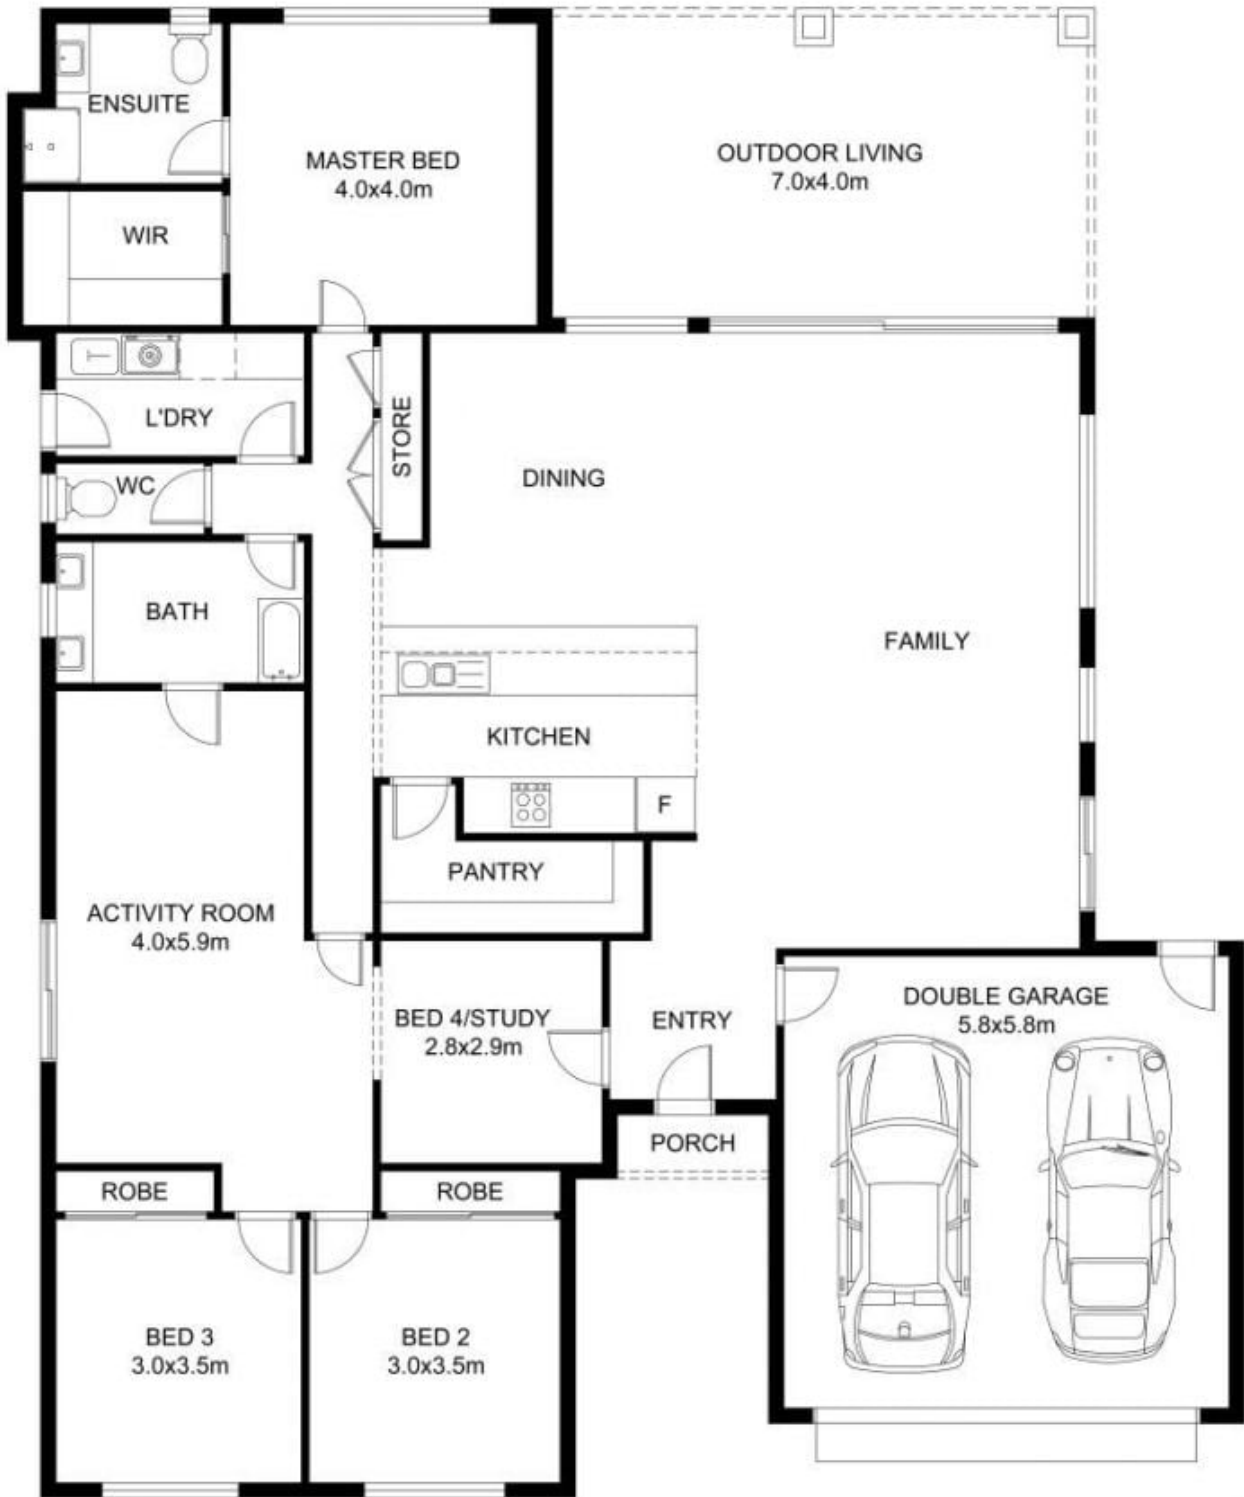 ENSUITE
MASTER BED
4.0x4.0m
OUTDOOR LIVING
7.0x4.0m
WIR
L'DRY
STORE
WC
DINING
BATH
FAMILY
KITCHEN
F
PANTRY
ACTIVITY ROOM
4.0x5.9m
BED 4/STUDY
2.8x2.9m
ENTRY
DOUBLE GARAGE
5.8x5.8m
PORCH
ROBE
ROBE
BED 3
3.0x3.5m
BED 2
3.0x3.5m